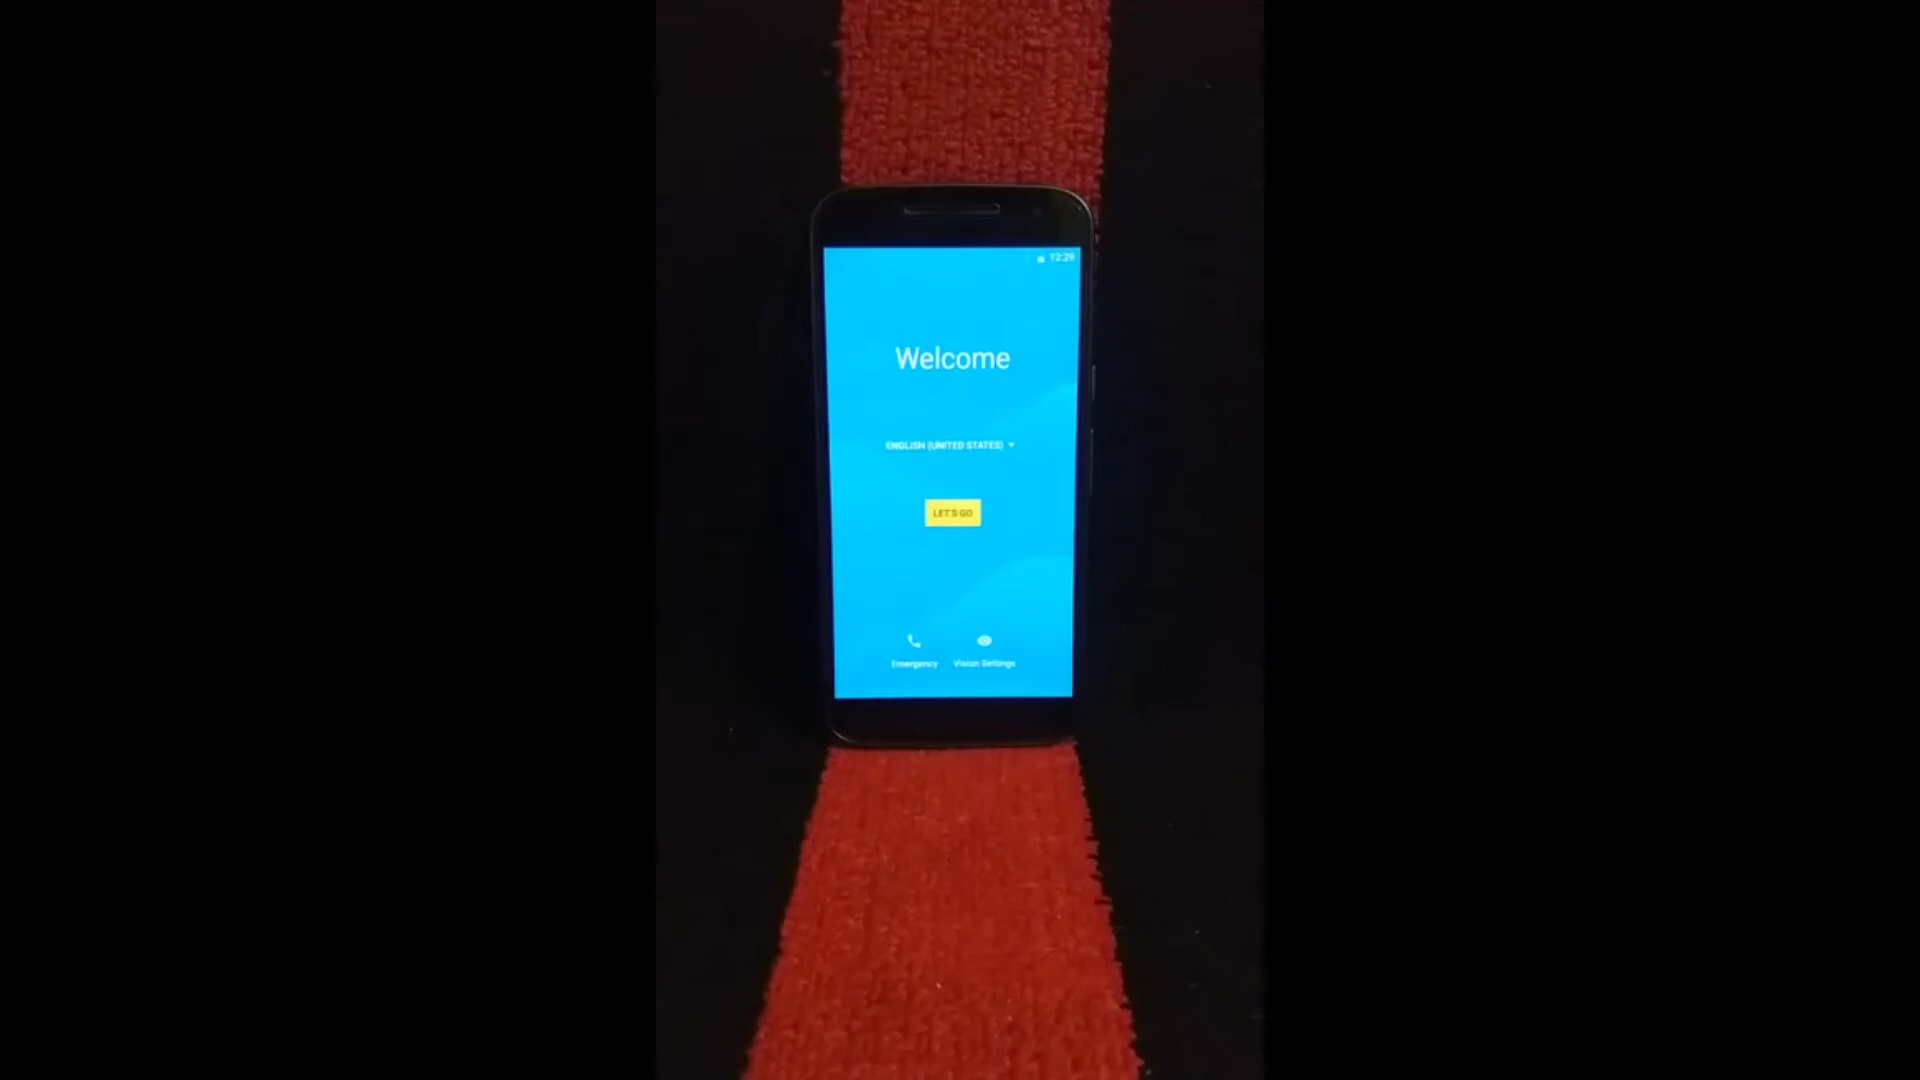 12:29
Welcome
ENGLISH (UNITED STATES)
LET'S GO
Emergency Vision Settings